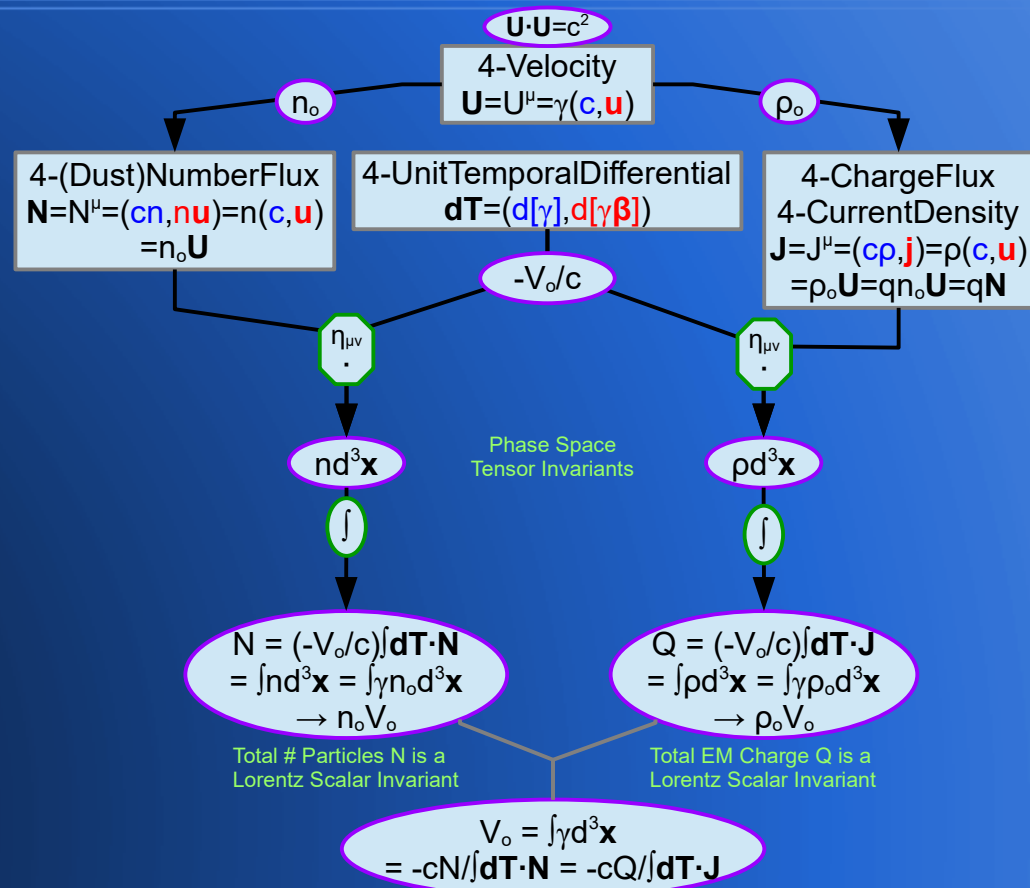 U·U=c²
4-Velocity
U=Uᵘ=γ(c,u)
nₒ
ρₒ
4-(Dust)NumberFlux
N=Nᵘ=(cn,nu)=n(c,u)
=nₒU
4-UnitTemporalDifferential
dT=(d[γ],d[γβ])
4-ChargeFlux
4-CurrentDensity
J=Jᵘ=(cρ,j)=ρ(c,u)
=ρₒU=qnₒU=qN
-Vₒ/c
ημν
·
ημν
·
nd³x
Phase Space
Tensor Invariants
ρd³x
∫
∫
N = (-Vₒ/c)∫dT·N
= ∫nd³x = ∫γnₒd³x
→ nₒVₒ
Q = (-Vₒ/c)∫dT·J
= ∫ρd³x = ∫γρₒd³x
→ ρₒVₒ
Total # Particles N is a
Lorentz Scalar Invariant
Total EM Charge Q is a
Lorentz Scalar Invariant
Vₒ = ∫γd³x
= -cN/∫dT·N = -cQ/∫dT·J